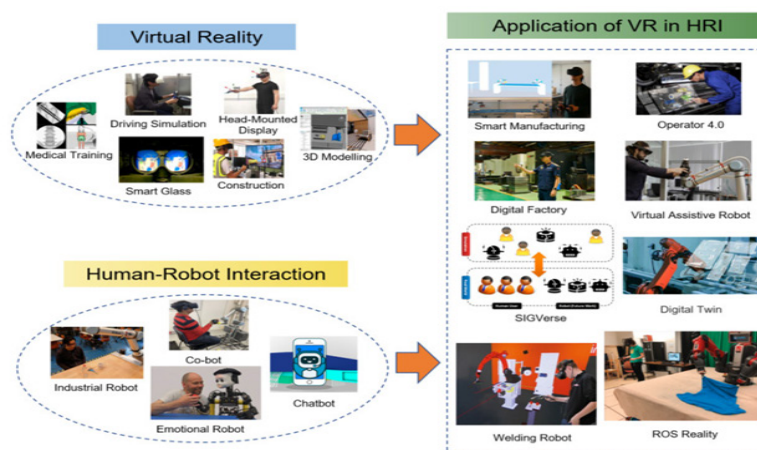 Virtual Reality
Driving Simulation
Head-Mounted
Display
Medical Training
3D Modelling
Smart Glass
Construction
Human-Robot Interaction
Co-bot
Industrial Robot
Chatbot
Emotional Robot
Application of VR in HRI
Smart Manufacturing
Operator 4.0
Digital Factory
Virtual Assistive Robot
SIGVerse
Digital Twin
Welding Robot
ROS Reality